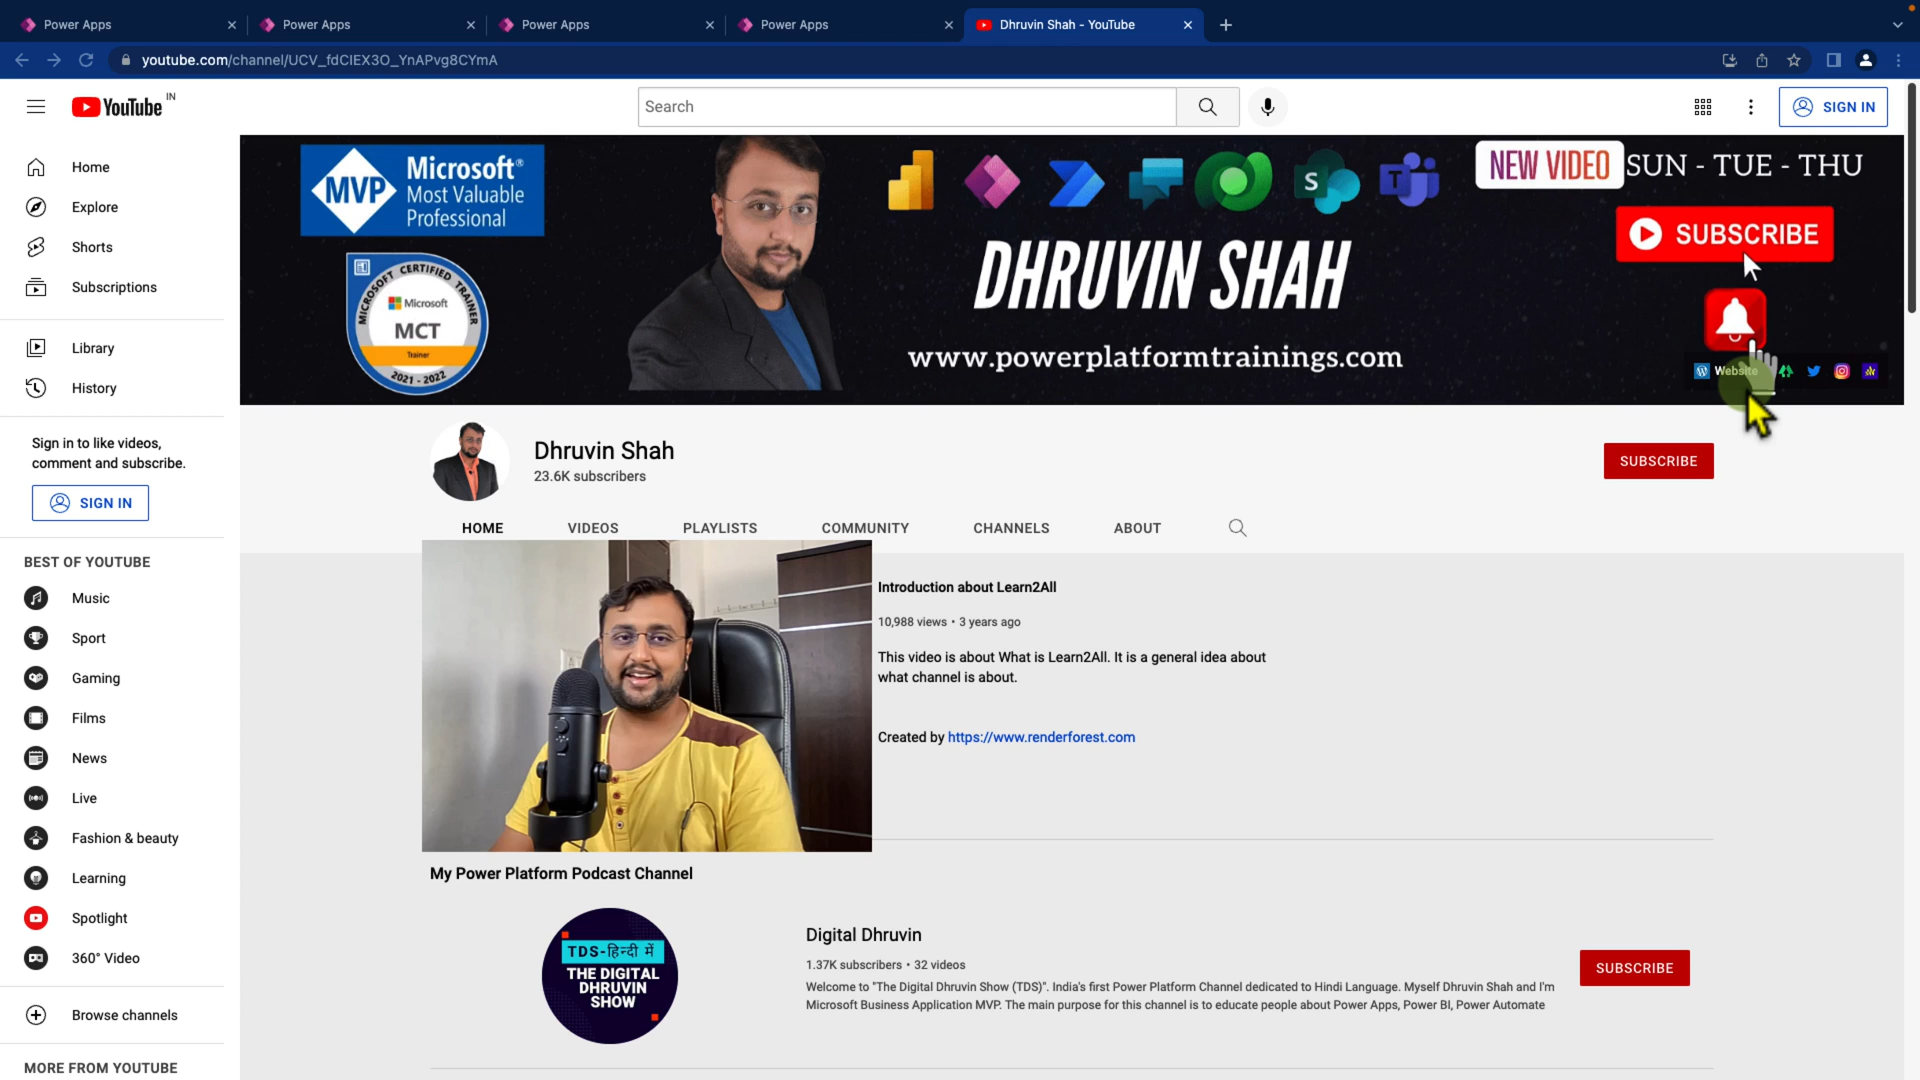 Power Apps
Power Apps
Power Apps
Power Apps
Dhruvin Shah - YouTube
youtube.com/channel/UCV_fdCIEX3O_YnAPvg8CYmA
YouTube IN
Search
SIGN IN
Home
Explore
Shorts
Subscriptions
Library
History
Sign in to like videos,
comment and subscribe.
SIGN IN
BEST OF YOUTUBE
Music
Sport
Gaming
Films
News
Live
Fashion & beauty
Learning
Spotlight
360° Video
Browse channels
MORE FROM YOUTUBE
MVP
Microsoft®
Most Valuable
Professional
MICROSOFT CERTIFIED TRAINER
Microsoft
MCT
Trainer
2021 - 2022
S
T
DHRUVIN SHAH
www.powerplatformtrainings.com
NEW VIDEO SUN - TUE - THU
SUBSCRIBE
Website
Dhruvin Shah
23.6K subscribers
SUBSCRIBE
HOME
VIDEOS
PLAYLISTS
COMMUNITY
CHANNELS
ABOUT
Introduction about Learn2All
10,988 views • 3 years ago
This video is about What is Learn2All. It is a general idea about
what channel is about.
Created by https://www.renderforest.com
My Power Platform Podcast Channel
TDS-हिन्दी में
THE DIGITAL
DHRUVIN
SHOW
Digital Dhruvin
1.37K subscribers • 32 videos
Welcome to "The Digital Dhruvin Show (TDS)". India's first Power Platform Channel dedicated to Hindi Language. Myself Dhruvin Shah and I'm
Microsoft Business Application MVP. The main purpose for this channel is to educate people about Power Apps, Power BI, Power Automate
SUBSCRIBE